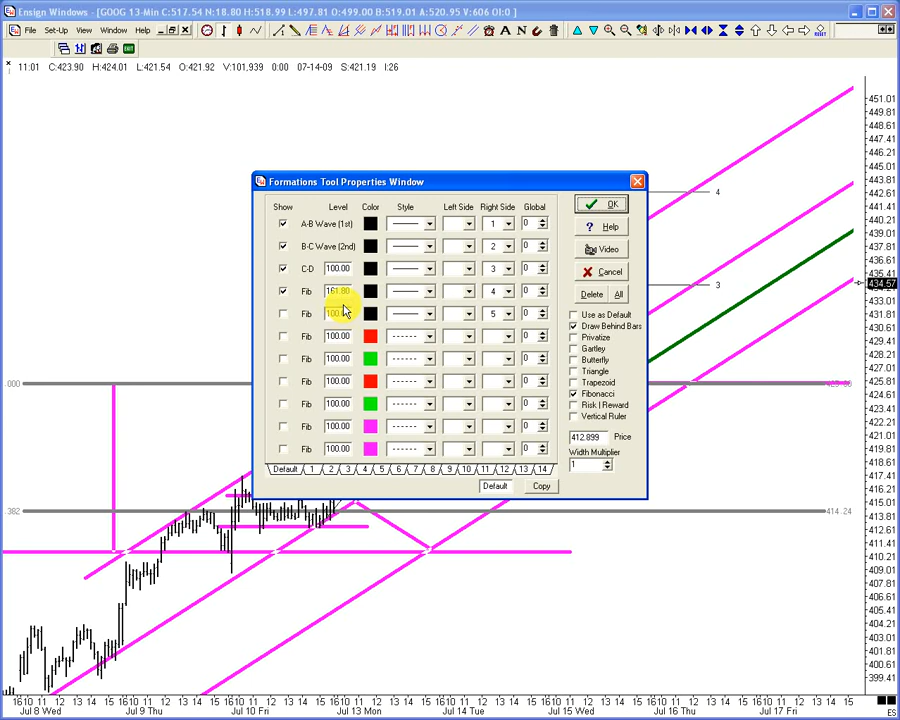 Ensign Windows - [GOOG 13-Min C:517.54 N:18.80 H:518.99 L:497.81 O:499.00 B:519.01 A:520.95 V:606 OI:0 ]
File Set-Up View Windows Help
EXIT
RESET
11:01 C:423.90 H:424.01 L:421.54 O:421.92 V:101,939 0:00 07-14-09 S:421.19 I:26
Formations Tool Properties Window
Show Level Color Style Left Side Right Side Global
A-B Wave (1st) 1 0
B-C Wave (2nd) 2 0
C-D 100.00 3 0
Fib 161.80 4 0
Fib 5 0
Fib 100.00 0
Fib 100.00 0
Fib 100.00 0
Fib 100.00 0
Fib 100.00 0
Fib 100.00 0
Default 1 2 3 4 5 6 7 8 9 10 11 12 13 14
Default Copy
OK
Help
Video
Cancel
Delete All
Use as Default
Draw Behind Bars
Privatize
Gartley
Butterfly
Triangle
Trapezoid
Fibonacci
Risk | Reward
Vertical Ruler
412.899 Price
Width Multiplier
1
4
3
.000
382
414.24
451.01
449.81
448.61
447.41
446.21
445.01
443.81
442.61
441.41
440.21
439.01
437.81
436.61
435.41
434.57
433.01
431.81
430.61
429.41
428.21
427.01
425.81
424.61
423.41
422.21
421.01
419.81
418.61
417.41
416.21
415.01
413.81
412.61
411.41
410.21
409.01
407.81
406.61
405.41
404.21
403.01
401.81
400.61
399.41
Jul 8 Wed Jul 9 Thu Jul 10 Fri Jul 13 Mon Jul 14 Tue Jul 15 Wed Jul 16 Thu Jul 17 Fri
ES